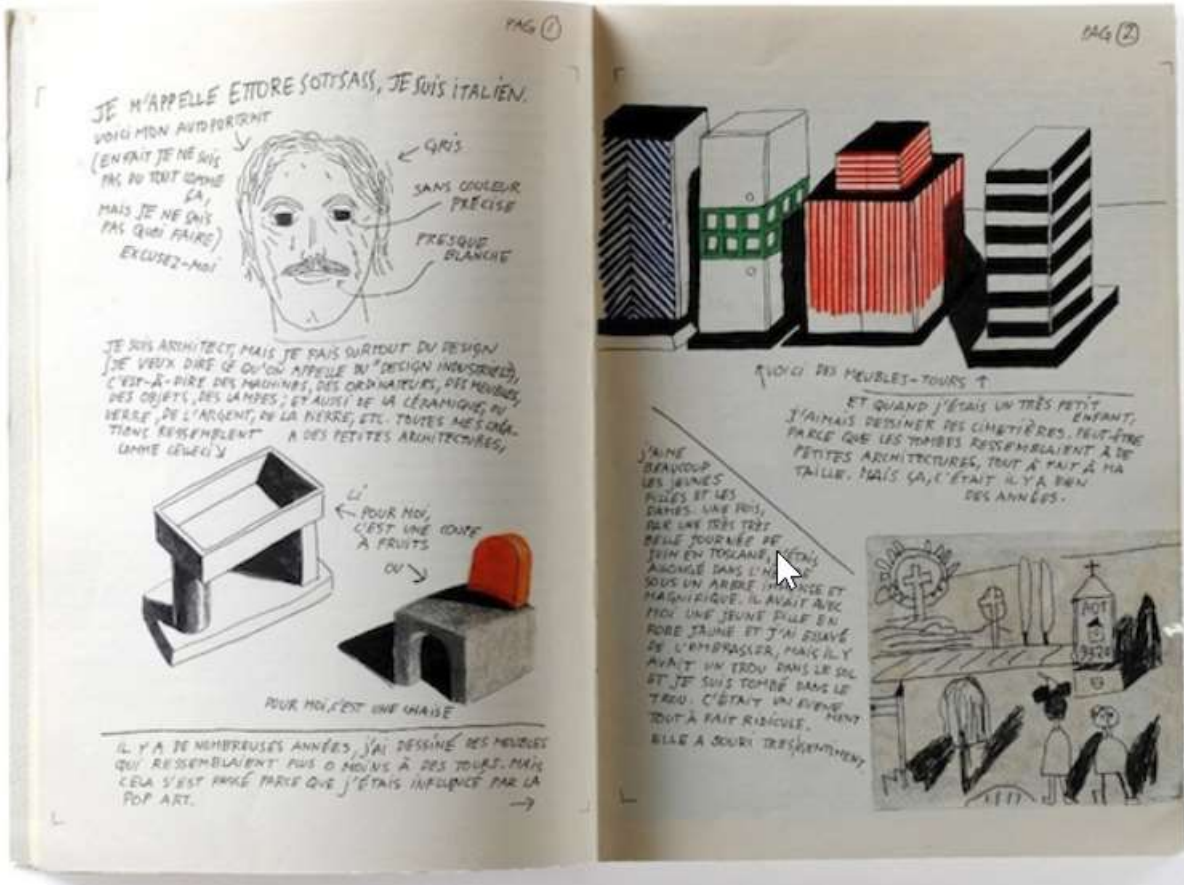 PAG 1
JE M'APPELLE ETTORE SOTTSASS, JE SUIS ITALIEN.
VOICI MON AUTOPORTRAIT
(EN FAIT JE NE SUIS
PAS DU TOUT COMME
ÇA,
MAIS JE NE SAIS
PAS QUOI FAIRE)
EXCUSEZ-MOI
GRIS
SANS COULEUR
PRÉCISE
PRESQUE
BLANCHE
JE SUIS ARCHITECT, MAIS JE FAIS SURTOUT DU DESIGN
(JE VEUX DIRE CE QU'ON APPELLE DU "DESIGN INDUSTRIEL"),
C'EST-À-DIRE DES MACHINES, DES ORDINATEURS, DES MEUBLES,
DES OBJETS, DES LAMPES; ET AUSSI DE LA CÉRAMIQUE, DU
VERRE, DE L'ARGENT, DE LA PIERRE, ETC. TOUTES MES CRÉA-
TIONS RESSEMBLENT A DES PETITES ARCHITECTURES,
COMME CELLECI
POUR MOI,
C'EST UNE COUPE
À FRUITS
OU
POUR MOI, C'EST UNE CHAISE
IL Y A DE NOMBREUSES ANNÉES, J'AI DESSINÉ DES MEUBLES
QUI RESSEMBLAIENT PLUS O MOINS À DES TOURS. MAIS
CELA S'EST PASSÉ PARCE QUE J'ÉTAIS INFLUENCÉ PAR LA
POP ART.
PAG 2
VOICI DES MEUBLES-TOURS
ET QUAND J'ÉTAIS UN TRÈS PETIT
ENFANT,
J'AIMAIS DESSINER DES CIMETIÈRES. PEUT-ÊTRE
PARCE QUE LES TOMBES RESSEMBLAIENT À DE
PETITES ARCHITECTURES, TOUT À FAIT À MA
TAILLE. MAIS ÇA, C'ÉTAIT IL Y A BIEN
DES ANNÉES.
J'AIME
BEAUCOUP
LES JEUNES
FILLES ET LES
DAMES. UNE FOIS,
PAR UNE TRÈS TRÈS
BELLE JOURNÉE DE
JUIN EN TOSCANE, J'ÉTAIS
ALLONGÉ DANS
SOUS UN ARBRE IMMENSE ET
MAGNIFIQUE. IL AVAIT AVEC
MOI UNE JEUNE FILLE EN
ROBE JAUNE ET J'AI ESSAYÉ
DE L'EMBRASSER, MAIS IL Y
AVAIT UN TROU DANS LE SOL
ET JE SUIS TOMBÉ DANS LE
TROU. C'ÉTAIT UN EVENEMENT
TOUT À FAIT RIDICULE.
ELLE A SOURI TRES